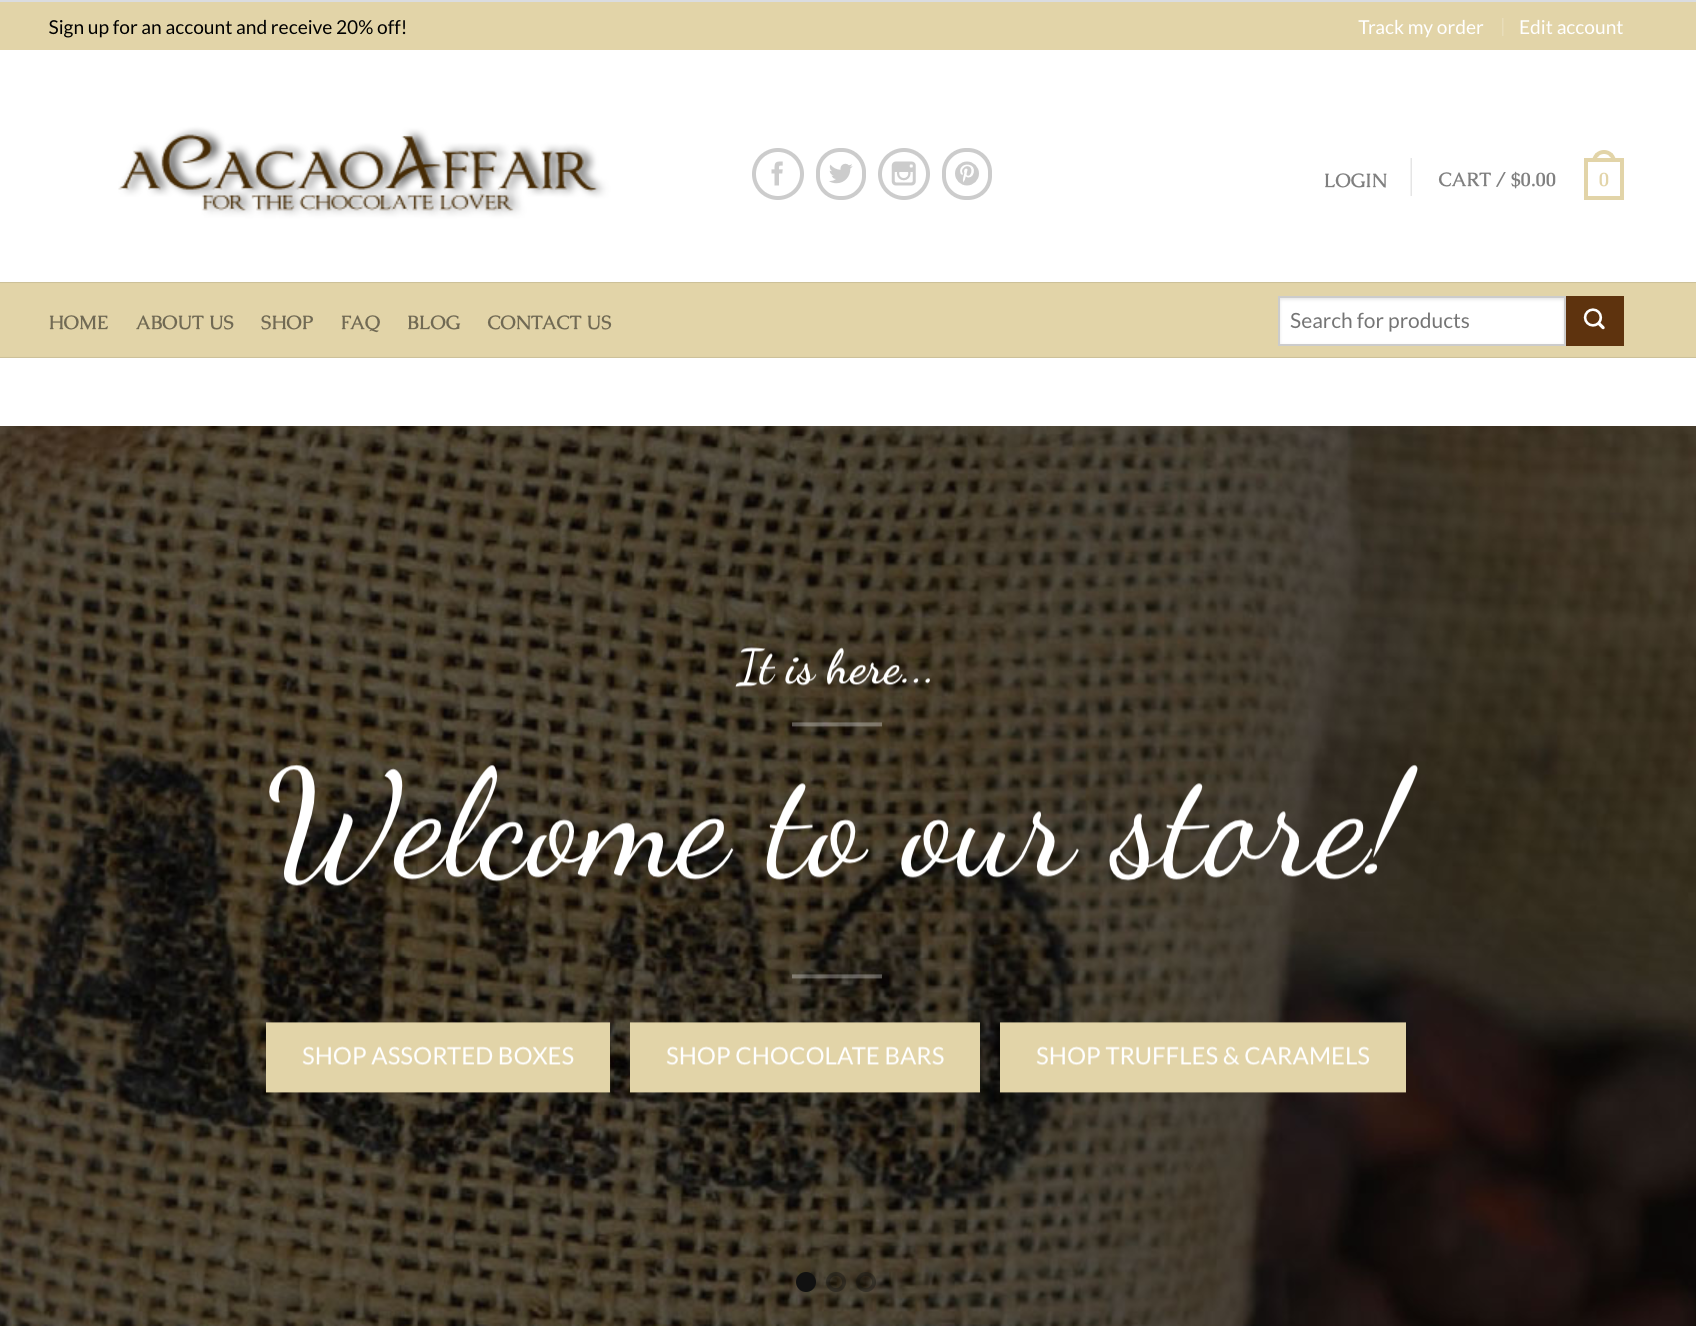 Sign up for an account and receive 20% off!
Track my order
Edit account
ACACAOAFFAIR
FOR THE CHOCOLATE LOVER
LOGIN
CART / $0.00
0
HOME ABOUT US SHOP FAQ BLOG CONTACT US
Search for products
It is here...
Welcome to our store!
SHOP ASSORTED BOXES
SHOP CHOCOLATE BARS
SHOP TRUFFLES & CARAMELS